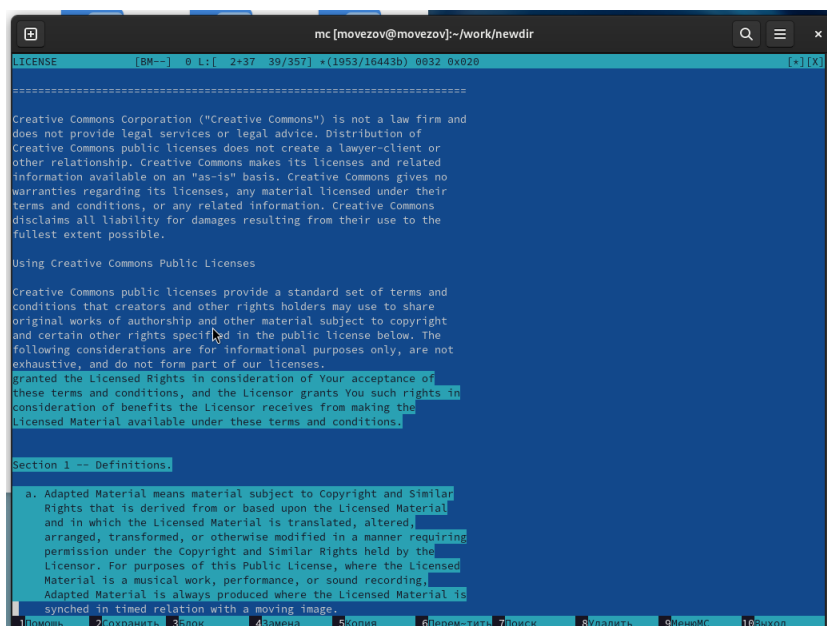 mc [movezov@movezov]:~/work/newdir
LICENSE [BM--] 0 L:[ 2+37 39/357] *(1953/16443b) 0032 0x020 [*][X]
=======================================================================
Creative Commons Corporation ("Creative Commons") is not a law firm and
does not provide legal services or legal advice. Distribution of
Creative Commons public licenses does not create a lawyer-client or
other relationship. Creative Commons makes its licenses and related
information available on an "as-is" basis. Creative Commons gives no
warranties regarding its licenses, any material licensed under their
terms and conditions, or any related information. Creative Commons
disclaims all liability for damages resulting from their use to the
fullest extent possible.
Using Creative Commons Public Licenses
Creative Commons public licenses provide a standard set of terms and
conditions that creators and other rights holders may use to share
original works of authorship and other material subject to copyright
and certain other rights specified in the public license below. The
following considerations are for informational purposes only, are not
exhaustive, and do not form part of our licenses.
granted the Licensed Rights in consideration of Your acceptance of
these terms and conditions, and the Licensor grants You such rights in
consideration of benefits the Licensor receives from making the
Licensed Material available under these terms and conditions.
Section 1 -- Definitions.
a. Adapted Material means material subject to Copyright and Similar
Rights that is derived from or based upon the Licensed Material
and in which the Licensed Material is translated, altered,
arranged, transformed, or otherwise modified in a manner requiring
permission under the Copyright and Similar Rights held by the
Licensor. For purposes of this Public License, where the Licensed
Material is a musical work, performance, or sound recording,
Adapted Material is always produced where the Licensed Material is
synched in timed relation with a moving image.
1Помощь 2Сохранить 3Блок 4Замена 5Копия 6Перем~тить 7Поиск 8Удалить 9МенюMC 10Выход